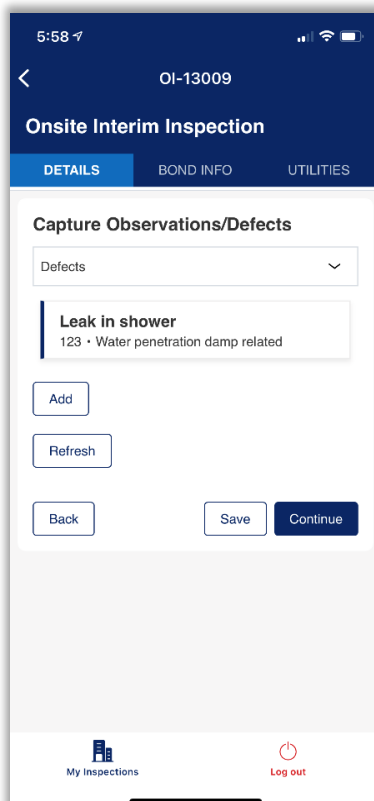 5:58
OI-13009
Onsite Interim Inspection
DETAILS BOND INFO UTILITIES
Capture Observations/Defects
Defects
Leak in shower
123 • Water penetration damp related
Add
Refresh
Back Save Continue
My Inspections Log out